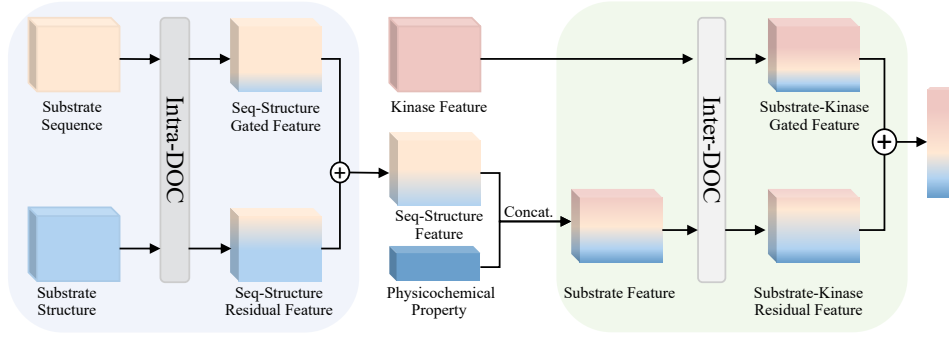 Substrate
Sequence
Intra-DOC
Seq-Structure
Gated Feature
Substrate
Structure
Seq-Structure
Residual Feature
+
Kinase Feature
Seq-Structure
Feature
Concat.
Physicochemical
Property
Substrate Feature
Inter-DOC
Substrate-Kinase
Gated Feature
Substrate-Kinase
Residual Feature
+